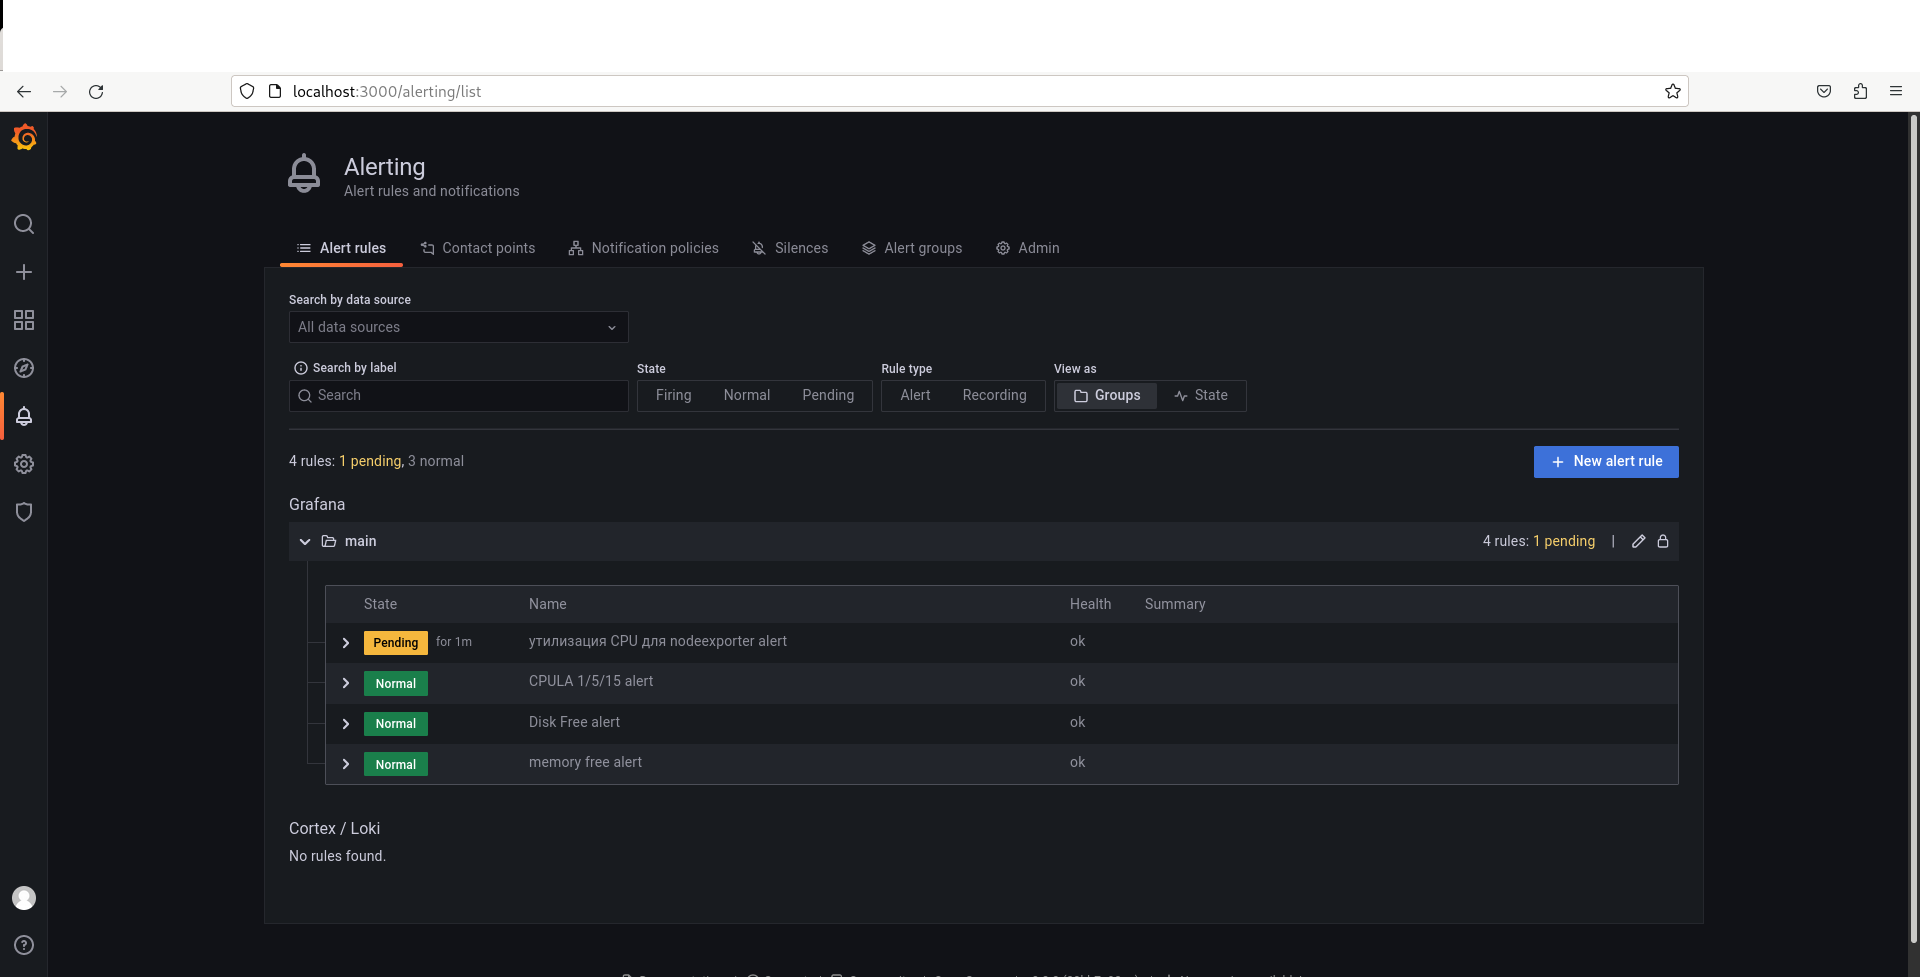 localhost:3000/alerting/list
Alerting
Alert rules and notifications
Alert rules Contact points Notification policies Silences Alert groups Admin
Search by data source
All data sources
Search by label State Rule type View as
Search Firing Normal Pending Alert Recording Groups State
4 rules: 1 pending, 3 normal
+ New alert rule
Grafana
main 4 rules: 1 pending |
State Name Health Summary
Pending for 1m утилизация CPU для nodeexporter alert ok
Normal CPULA 1/5/15 alert ok
Normal Disk Free alert ok
Normal memory free alert ok
Cortex / Loki
No rules found.